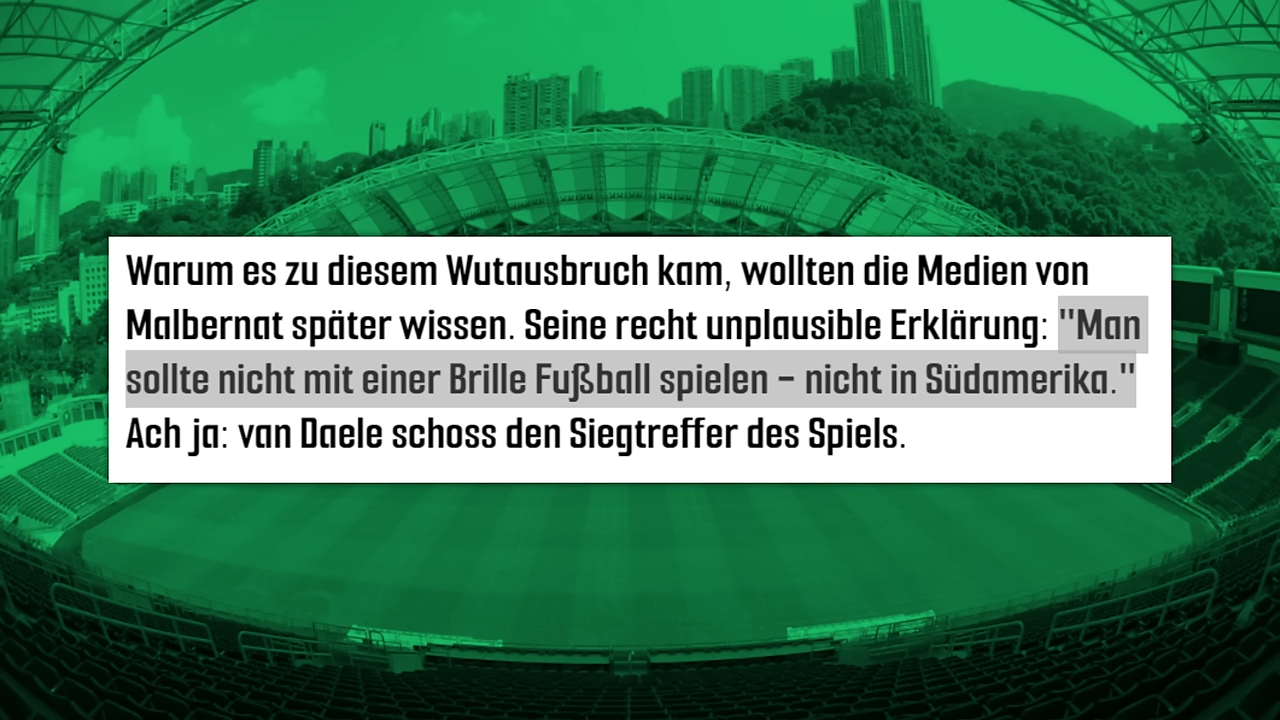 Warum es zu diesem Wutausbruch kam, wollten die Medien von
Malbernat später wissen. Seine recht unplausible Erklärung: "Man
sollte nicht mit einer Brille Fußball spielen – nicht in Südamerika."
Ach ja: van Daele schoss den Siegtreffer des Spiels.